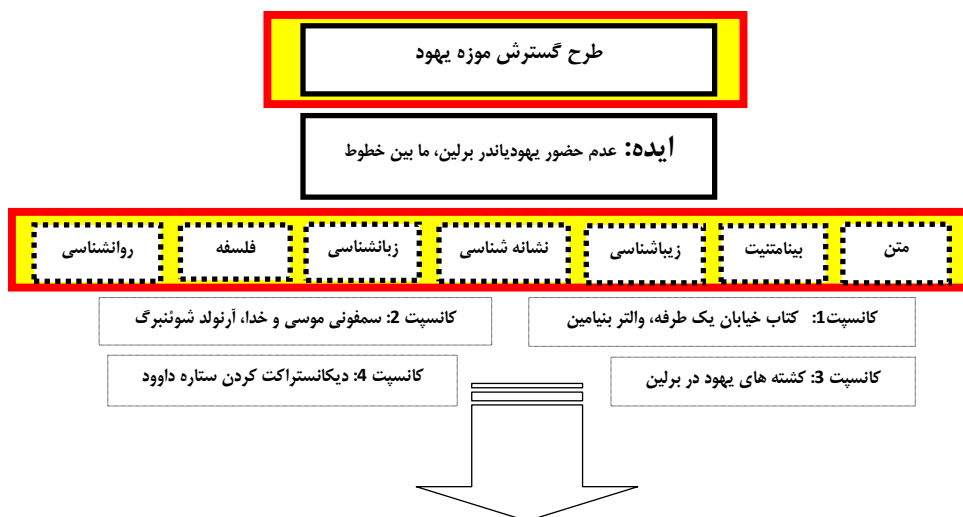 طرح گسترش موزه یهود
ایده: عدم حضور یهودیاندر برلین، ما بین خطوط
متن
بینامتنیت
زیباشناسی
نشانه شناسی
زبانشناسی
فلسفه
روانشناسی
کانسپت1: کتاب خیابان یک طرفه، والتر بنیامین
کانسپت 2: سمفونی موسی و خدا، آرنولد شوئنبرگ
کانسپت 3: کشته های یهود در برلین
کانسپت 4: دیکانستراکت کردن ستاره داوود